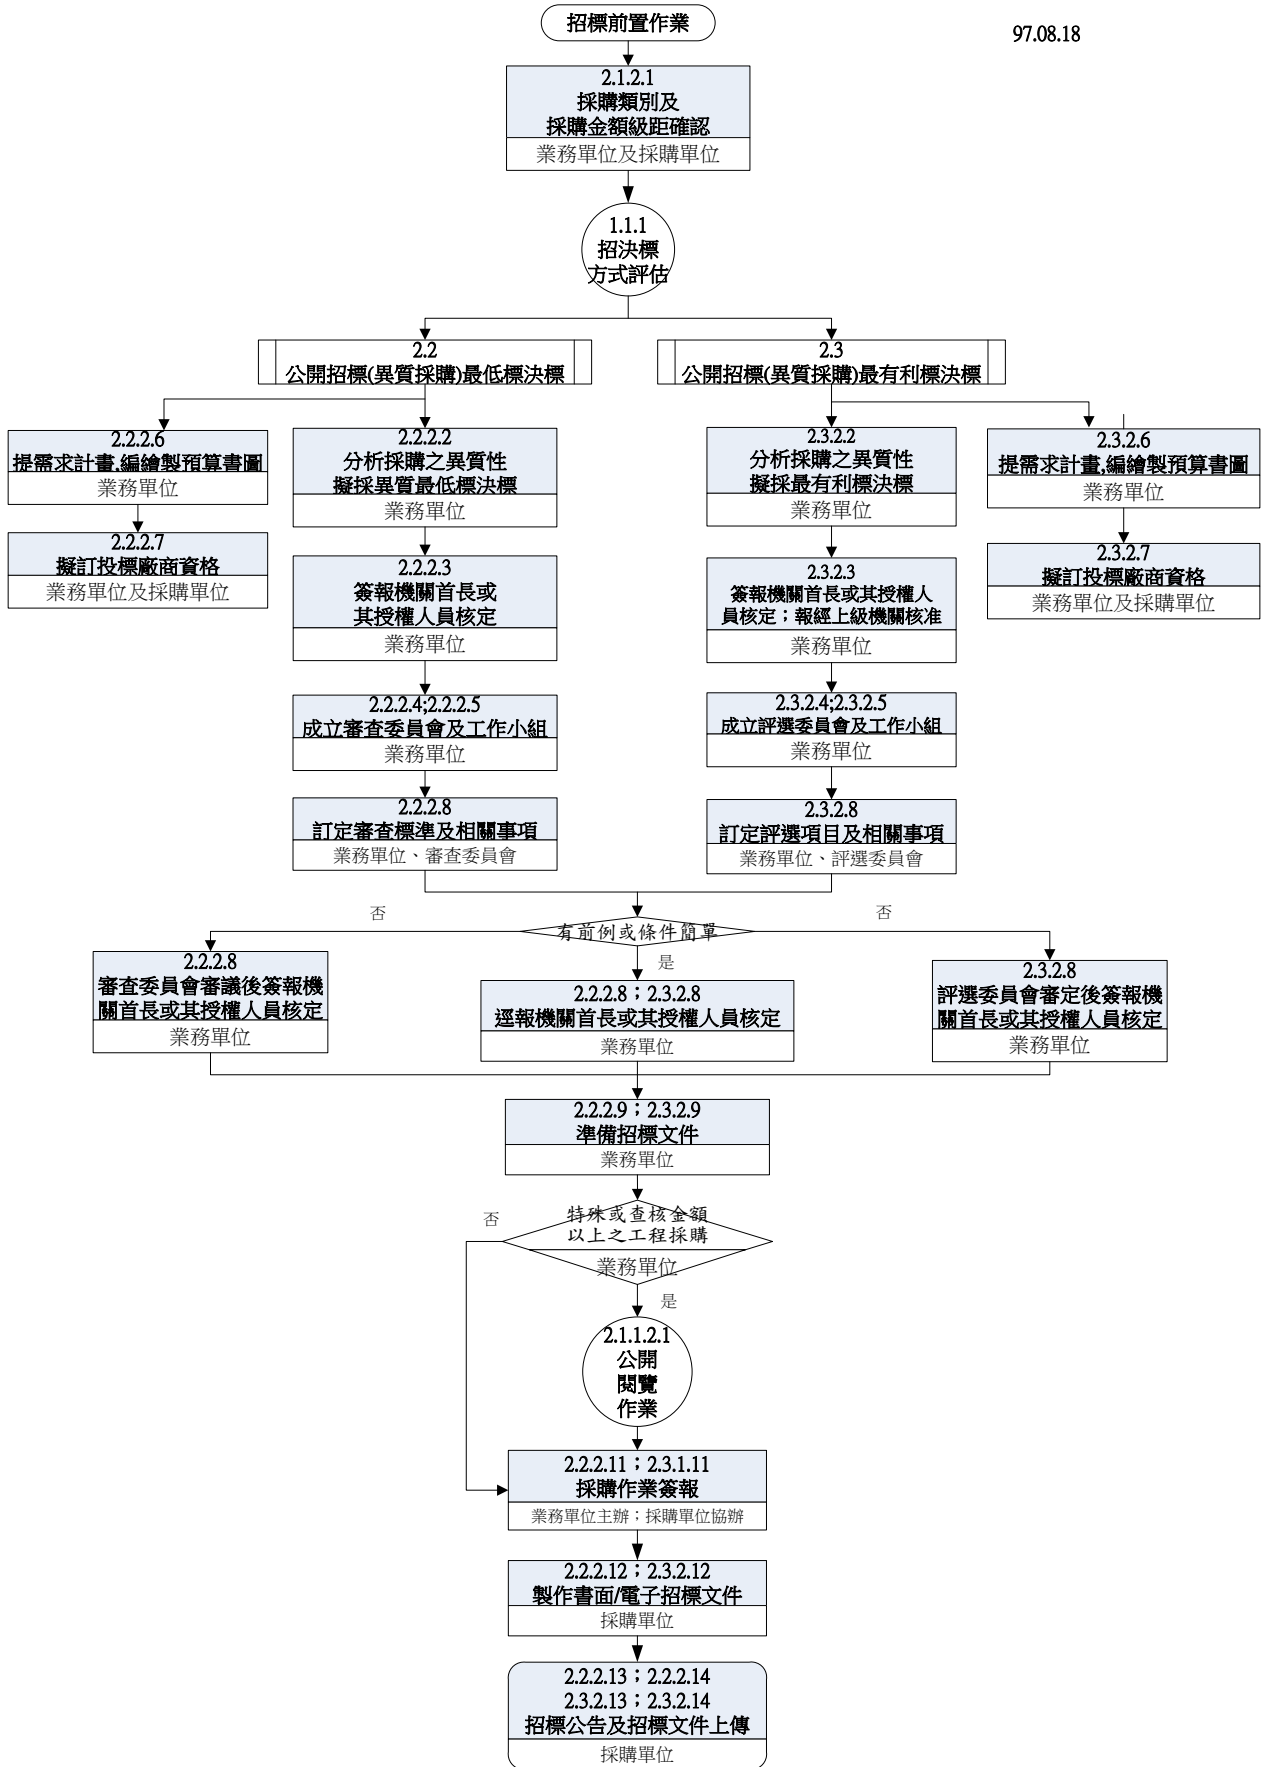 招標前置作業
97.08.18
2.1.2.1
採購類別及
採購金額級距確認
業務單位及採購單位
1.1.1
招決標
方式評估
2.2
公開招標(異質採購)最低標決標
2.3
公開招標(異質採購)最有利標決標
2.2.2.6
提需求計畫,編繪製預算書圖
業務單位
2.2.2.7
擬訂投標廠商資格
業務單位及採購單位
2.2.2.2
分析採購之異質性
擬採異質最低標決標
業務單位
2.2.2.3
簽報機關首長或
其授權人員核定
業務單位
2.2.2.4;2.2.2.5
成立審查委員會及工作小組
業務單位
2.2.2.8
訂定審查標準及相關事項
業務單位、審查委員會
2.3.2.2
分析採購之異質性
擬採最有利標決標
業務單位
2.3.2.3
簽報機關首長或其授權人
員核定；報經上級機關核准
業務單位
2.3.2.4;2.3.2.5
成立評選委員會及工作小組
業務單位
2.3.2.8
訂定評選項目及相關事項
業務單位、評選委員會
2.3.2.6
提需求計畫,編繪製預算書圖
業務單位
2.3.2.7
擬訂投標廠商資格
業務單位及採購單位
否
有前例或條件簡單
否
是
2.2.2.8
審查委員會審議後簽報機
關首長或其授權人員核定
業務單位
2.2.2.8；2.3.2.8
逕報機關首長或其授權人員核定
業務單位
2.3.2.8
評選委員會審定後簽報機
關首長或其授權人員核定
業務單位
2.2.2.9；2.3.2.9
準備招標文件
業務單位
否
特殊或查核金額
以上之工程採購
業務單位
是
2.1.1.2.1
公開
閱覽
作業
2.2.2.11；2.3.1.11
採購作業簽報
業務單位主辦；採購單位協辦
2.2.2.12；2.3.2.12
製作書面/電子招標文件
採購單位
2.2.2.13；2.2.2.14
2.3.2.13；2.3.2.14
招標公告及招標文件上傳
採購單位